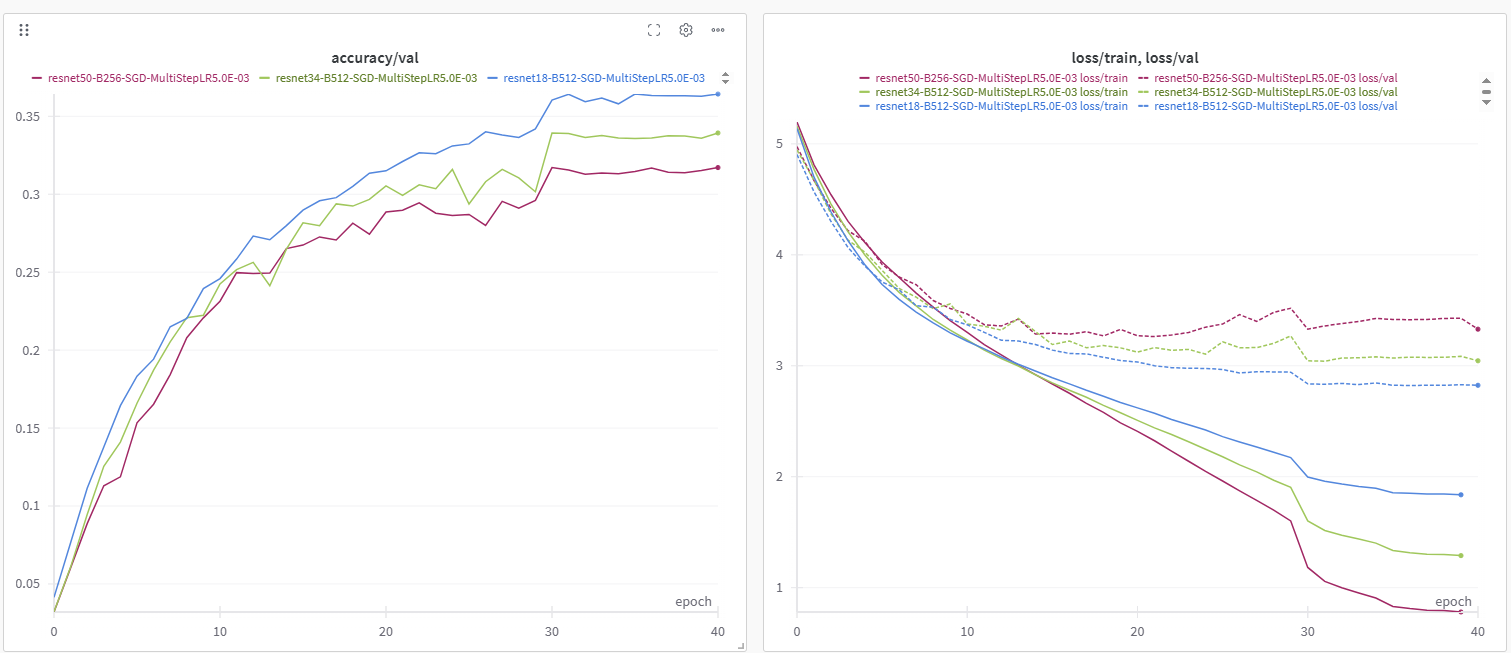 accuracy/val
resnet50-B256-SGD-MultiStepLR5.0E-03 resnet34-B512-SGD-MultiStepLR5.0E-03 resnet18-B512-SGD-MultiStepLR5.0E-03
0.35
0.3
0.25
0.2
0.15
0.1
0.05
epoch
0 10 20 30 40
loss/train, loss/val
resnet50-B256-SGD-MultiStepLR5.0E-03 loss/train resnet50-B256-SGD-MultiStepLR5.0E-03 loss/val
resnet34-B512-SGD-MultiStepLR5.0E-03 loss/train resnet34-B512-SGD-MultiStepLR5.0E-03 loss/val
resnet18-B512-SGD-MultiStepLR5.0E-03 loss/train resnet18-B512-SGD-MultiStepLR5.0E-03 loss/val
5
4
3
2
1
epoch
0 10 20 30 40